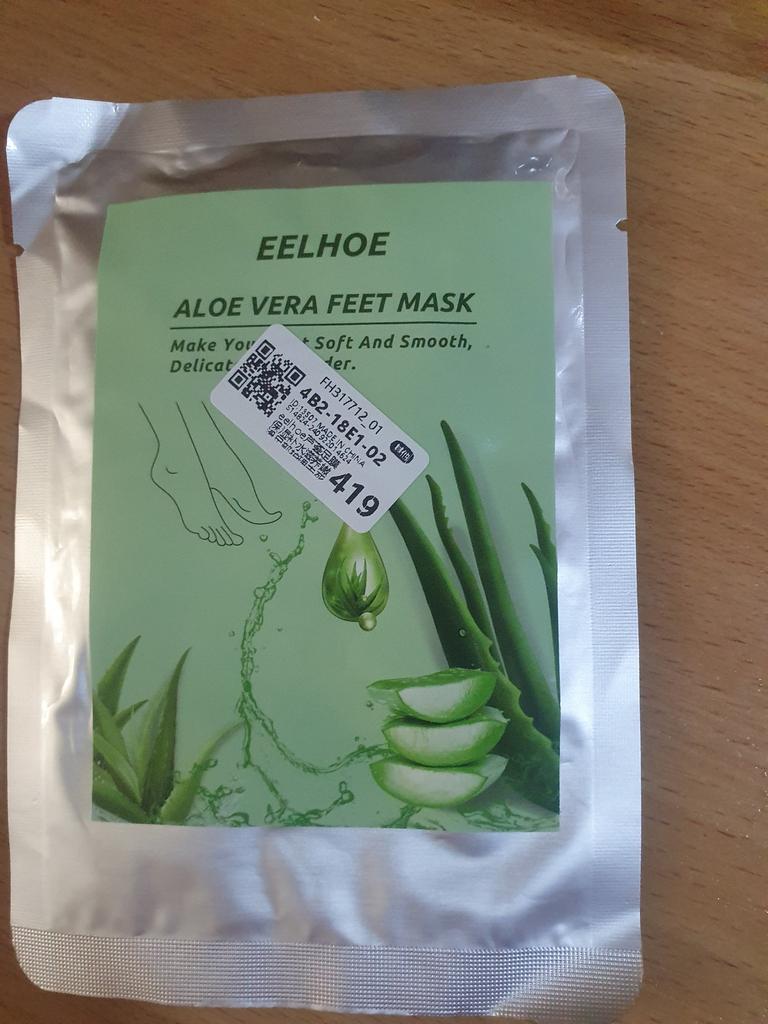 EELHOE
ALOE VERA FEET MASK
Make You t Soft And Smooth,
Delicat der.
FH317712_01
4B2-18E1-02
MADE IN CHINA
eelhoe
419